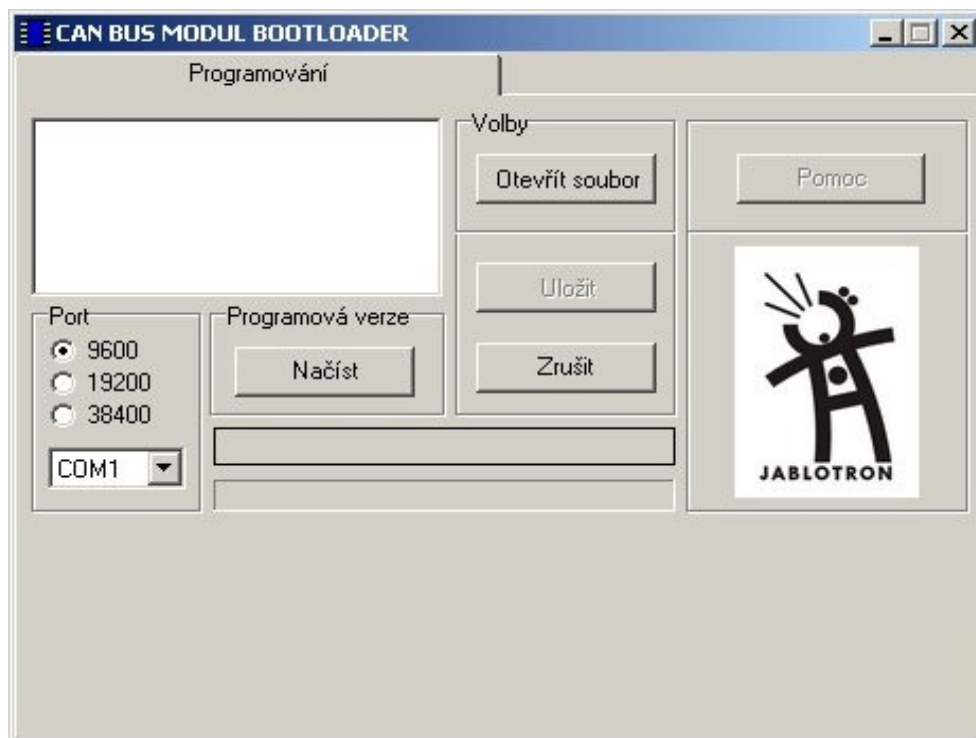 CAN BUS MODUL BOOTLOADER
Programování
Volby
Otevřít soubor
Pomoc
Uložit
Zrušit
Port
9600
19200
38400
COM1
Programová verze
Načíst
JABLOTRON